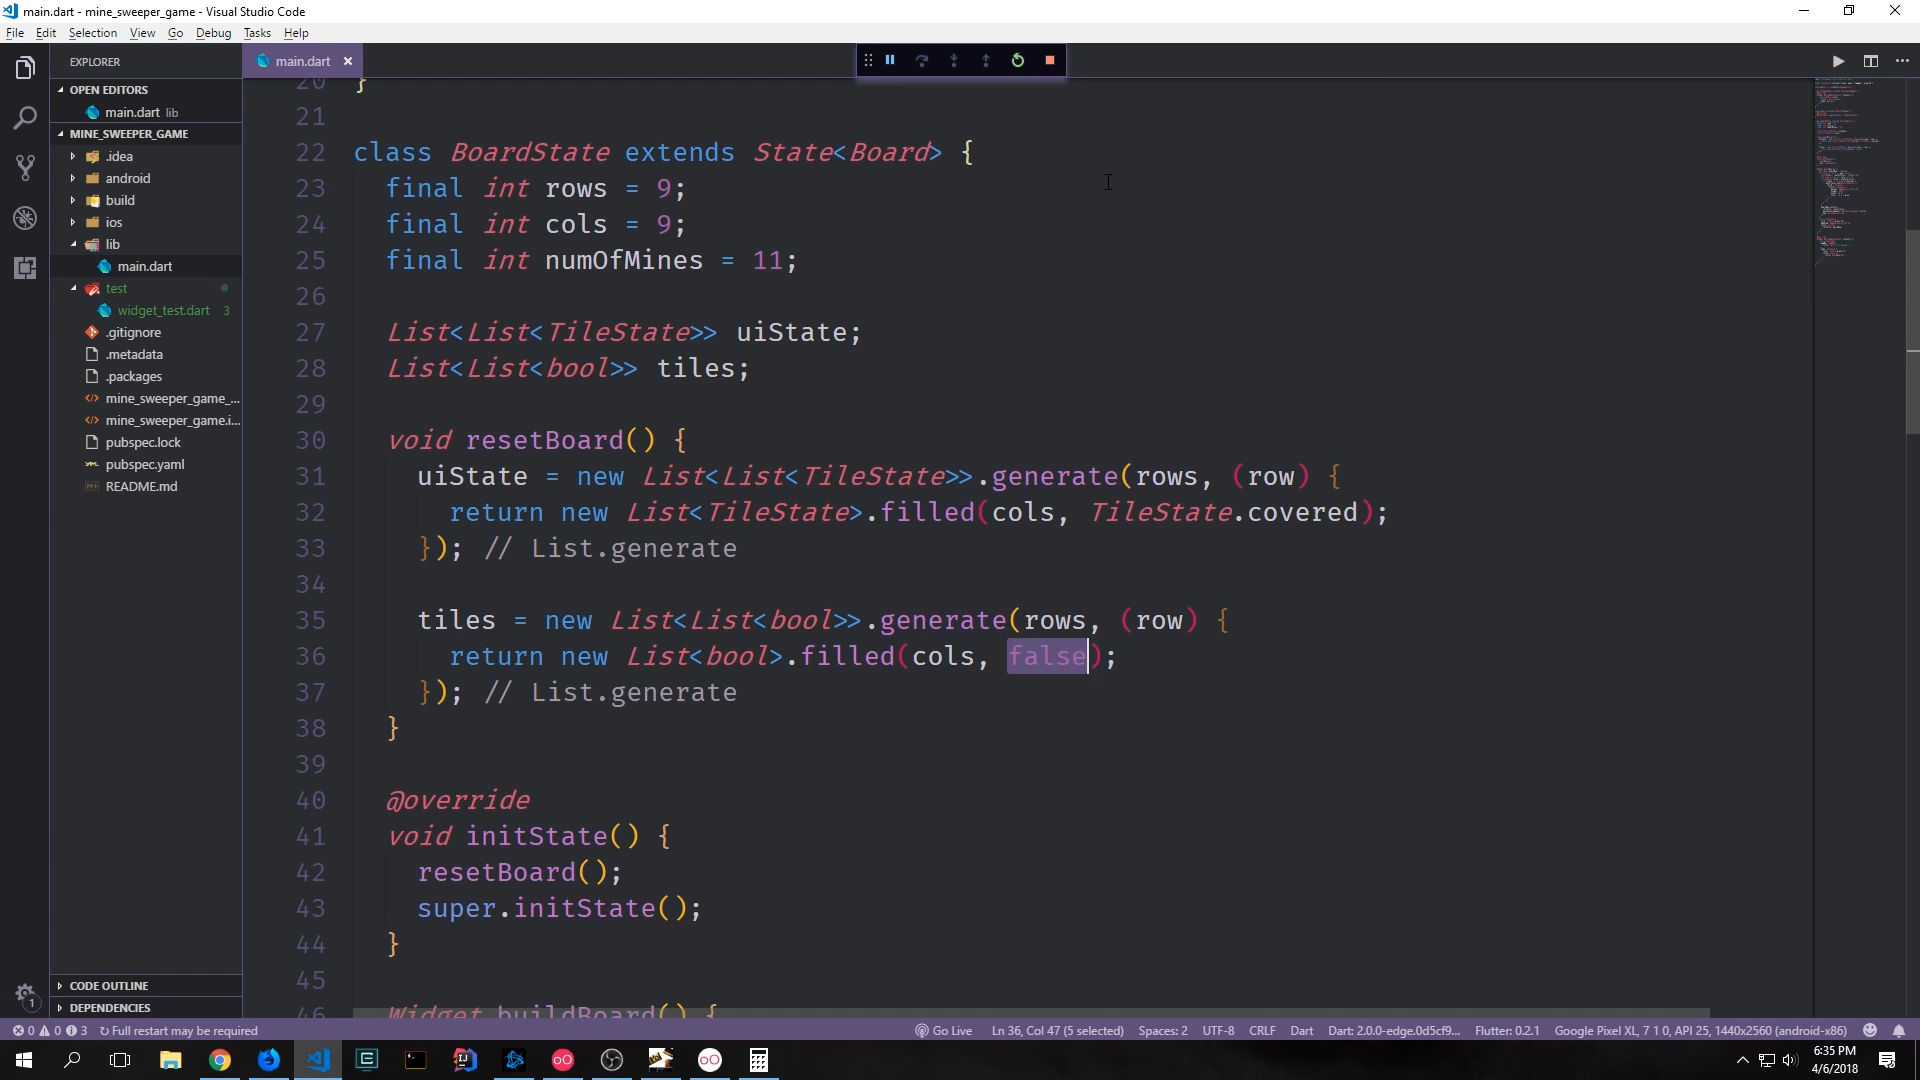 main.dart - mine_sweeper_game - Visual Studio Code
File Edit Selection View Go Debug Tasks Help
EXPLORER
OPEN EDITORS
main.dart lib
MINE_SWEEPER_GAME
.idea
android
build
ios
lib
main.dart
test
widget_test.dart 3
.gitignore
.metadata
.packages
mine_sweeper_game_...
mine_sweeper_game.i...
pubspec.lock
pubspec.yaml
README.md
CODE OUTLINE
DEPENDENCIES
main.dart
20 }
21
22 class BoardState extends State<Board> {
23 final int rows = 9;
24 final int cols = 9;
25 final int numOfMines = 11;
26
27 List<List<TileState>> uiState;
28 List<List<bool>> tiles;
29
30 void resetBoard() {
31 uiState = new List<List<TileState>>.generate(rows, (row) {
32 return new List<TileState>.filled(cols, TileState.covered);
33 }); // List.generate
34
35 tiles = new List<List<bool>>.generate(rows, (row) {
36 return new List<bool>.filled(cols, false);
37 }); // List.generate
38 }
39
40 @override
41 void initState() {
42 resetBoard();
43 super.initState();
44 }
45
46 Widget buildBoard() {
1
0 0 3 Full restart may be required Go Live Ln 36, Col 47 (5 selected) Spaces: 2 UTF-8 CRLF Dart Dart: 2.0.0-edge.0d5cf9... Flutter: 0.2.1 Google Pixel XL, 7 1 0, API 25, 1440x2560 (android-x86)
6:35 PM
4/6/2018